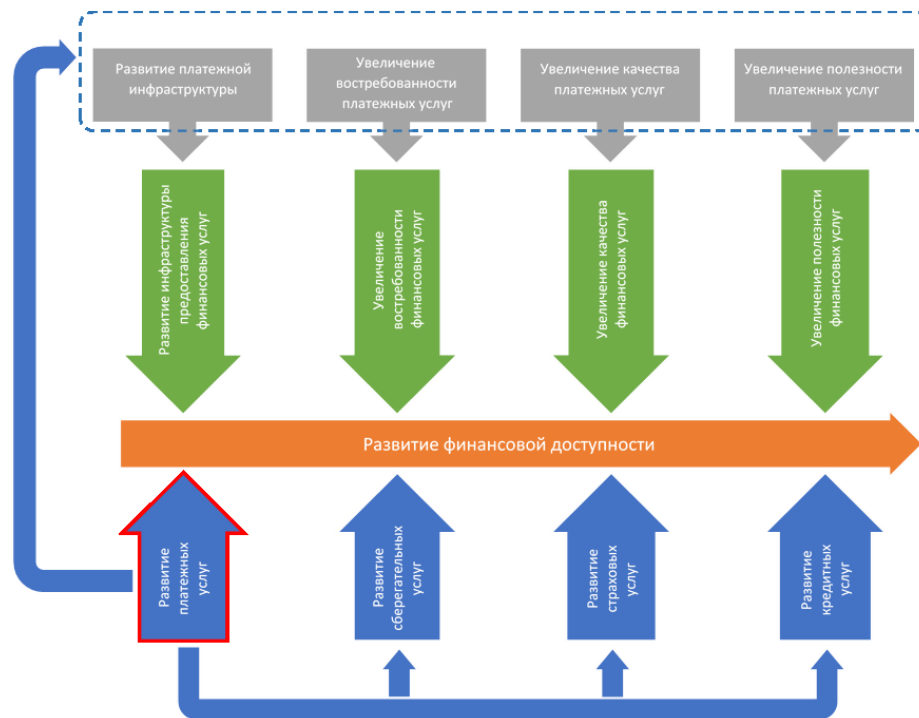 Развитие платежной
инфраструктуры
Увеличение
востребованности
платежных услуг
Увеличение качества
платежных услуг
Увеличение полезности
платежных услуг
Развитие инфраструктуры
предоставления
финансовых услуг
Увеличение
востребованности
финансовых услуг
Увеличение качества
финансовых услуг
Увеличение полезности
финансовых услуг
Развитие финансовой доступности
Развитие
платежных
услуг
Развитие
сберегательных
услуг
Развитие
страховых
услуг
Развитие
кредитных
услуг